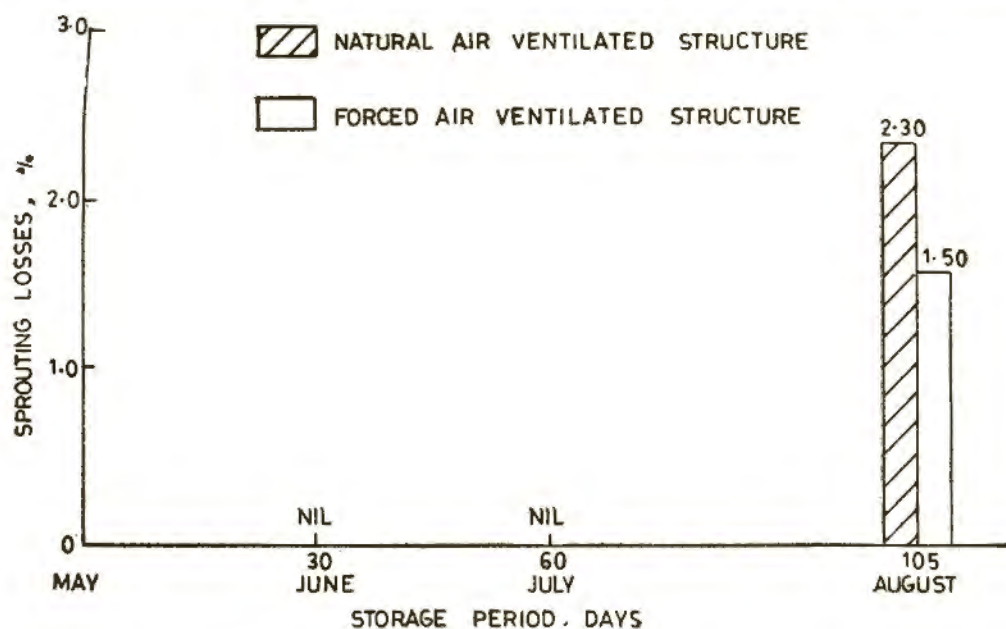 3.0
NATURAL AIR VENTILATED STRUCTURE
FORCED AIR VENTILATED STRUCTURE
2.30
2.0
1.50
1.0
SPROUTING LOSSES, %
NIL NIL
0
30 60 105
MAY JUNE JULY AUGUST
STORAGE PERIOD. DAYS